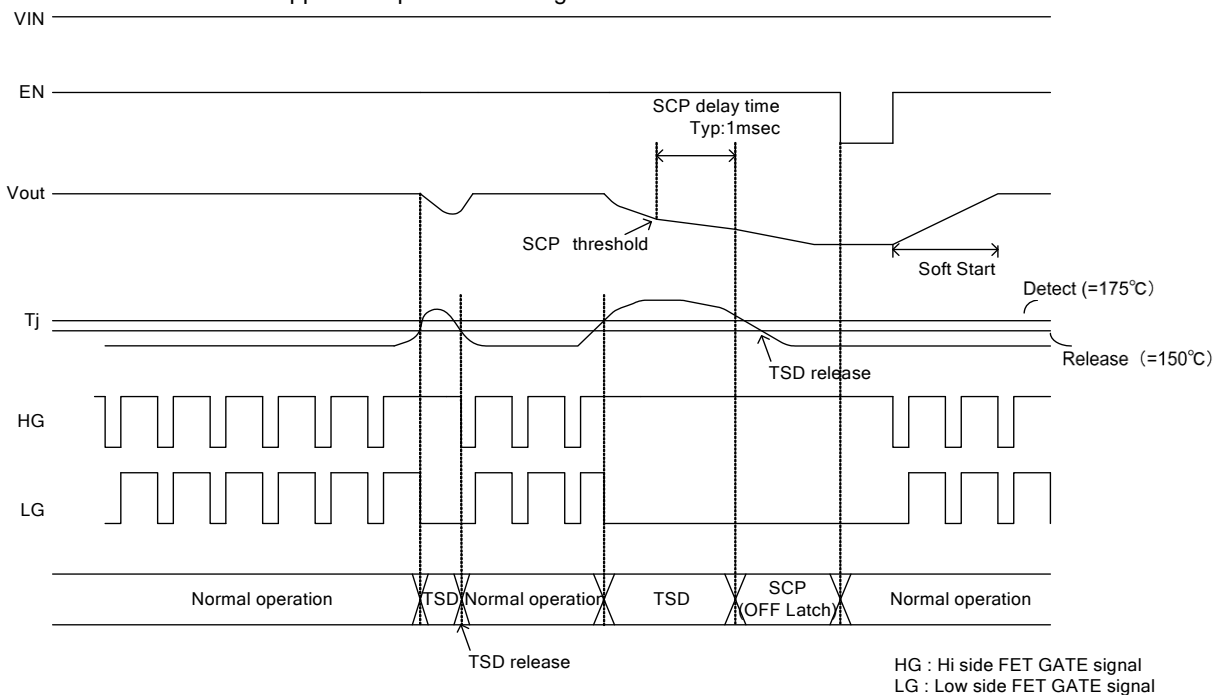 VIN
EN
SCP delay time
Typ:1msec
Vout
SCP threshold
Soft Start
Detect (=175℃)
Tj
Release (=150℃)
TSD release
HG
LG
Normal operation
TSD
Normal operation
TSD
SCP
(OFF Latch)
Normal operation
TSD release
HG : Hi side FET GATE signal
LG : Low side FET GATE signal